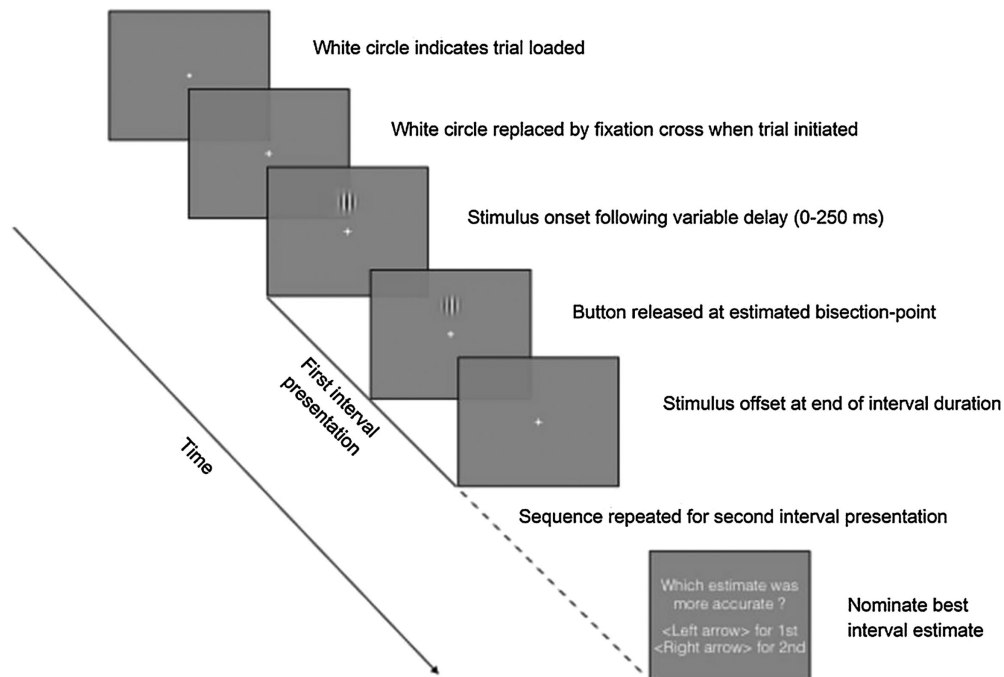 White circle indicates trial loaded
White circle replaced by fixation cross when trial initiated
Stimulus onset following variable delay (0-250 ms)
Button released at estimated bisection-point
First interval
presentation
Stimulus offset at end of interval duration
Time
Sequence repeated for second interval presentation
Which estimate was
more accurate ?
<Left arrow> for 1st
<Right arrow> for 2nd
Nominate best
interval estimate